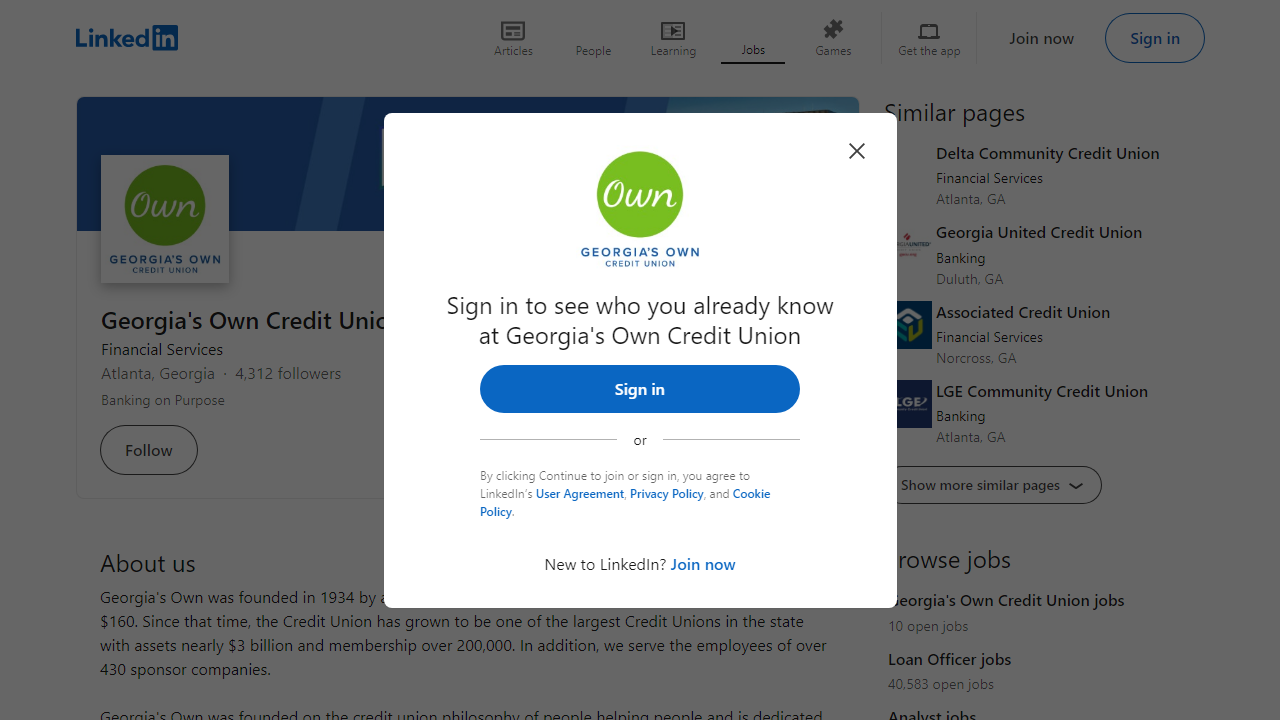 LinkedIn
Articles
People
Learning
Jobs
Games
Get the app
Join now
Sign in
Own
GEORGIA'S OWN
CREDIT UNION
Georgia's Own Credit
Financial Services
Atlanta, Georgia · 4,312 followers
Banking on Purpose
Follow
Own
GEORGIA'S OWN
CREDIT UNION
Sign in to see who you already know
at Georgia's Own Credit Union
Sign in
or
By clicking Continue to join or sign in, you agree to
LinkedIn's User Agreement, Privacy Policy, and Cookie
Policy.
New to LinkedIn? Join now
About us
Georgia's Own was founded in 1934 by
$160. Since that time, the Credit Union has grown to be one of the largest Credit Unions in the state
with assets nearly $3 billion and membership over 200,000. In addition, we serve the employees of over
430 sponsor companies.
Georgia's Own was founded on the credit union philosophy of people helping people and is dedicated
Similar pages
Delta Community Credit Union
Financial Services
Atlanta, GA
Georgia United Credit Union
Banking
Duluth, GA
Associated Credit Union
Financial Services
Norcross, GA
LGE
LGE Community Credit Union
Banking
Atlanta, GA
Show more similar pages
Browse jobs
Georgia's Own Credit Union jobs
10 open jobs
Loan Officer jobs
40,583 open jobs
Analyst jobs